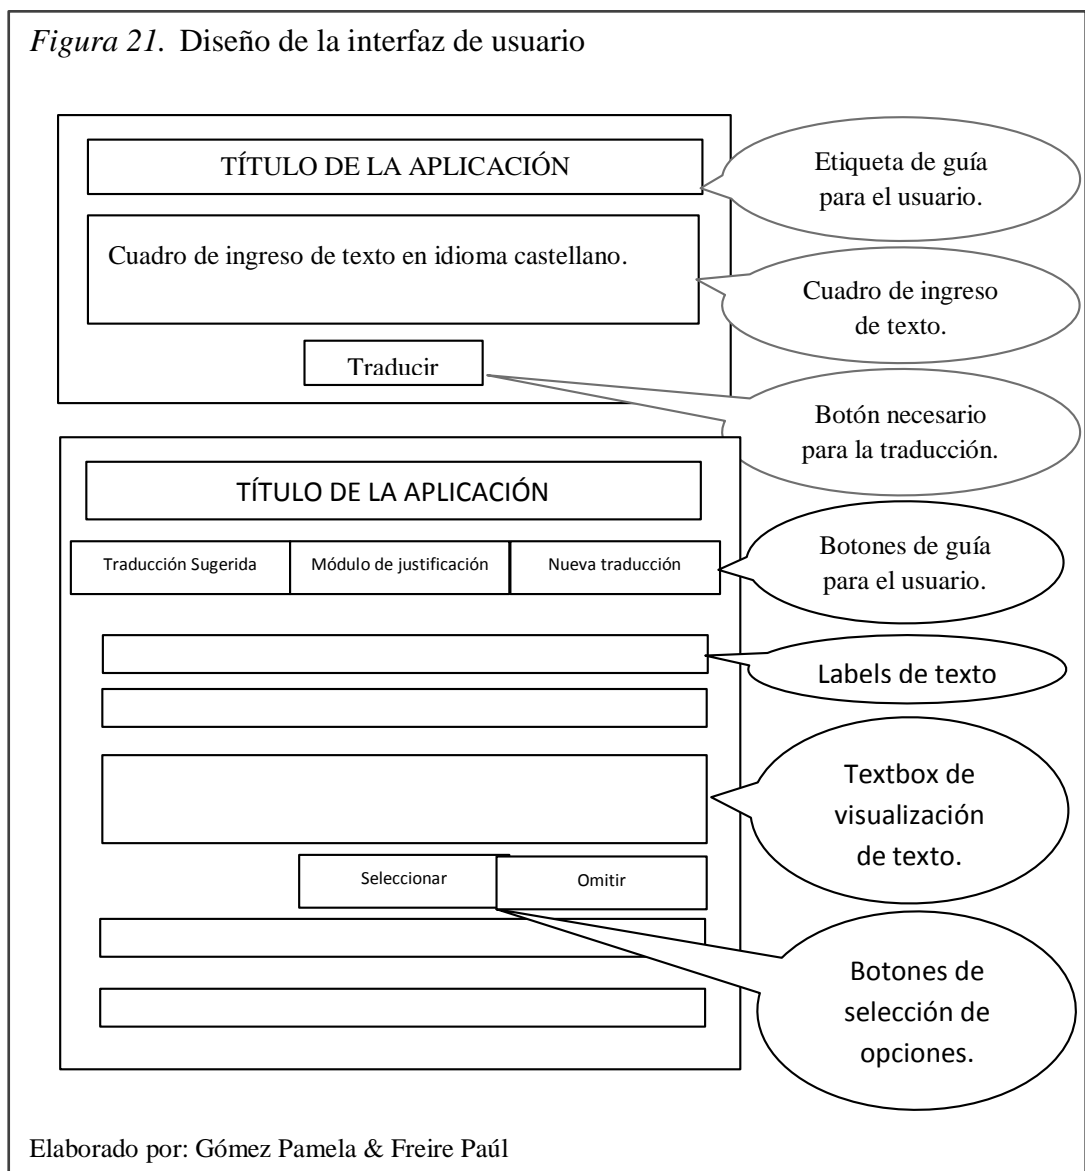 Figura 21. Diseño de la interfaz de usuario
TÍTULO DE LA APLICACIÓN
Etiqueta de guía
para el usuario.
Cuadro de ingreso de texto en idioma castellano.
Cuadro de ingreso
de texto.
Traducir
Botón necesario
para la traducción.
TÍTULO DE LA APLICACIÓN
Traducción Sugerida
Módulo de justificación
Nueva traducción
Botones de guía
para el usuario.
Labels de texto
Textbox de
visualización
de texto.
Seleccionar
Omitir
Botones de
selección de
opciones.
Elaborado por: Gómez Pamela & Freire Paúl